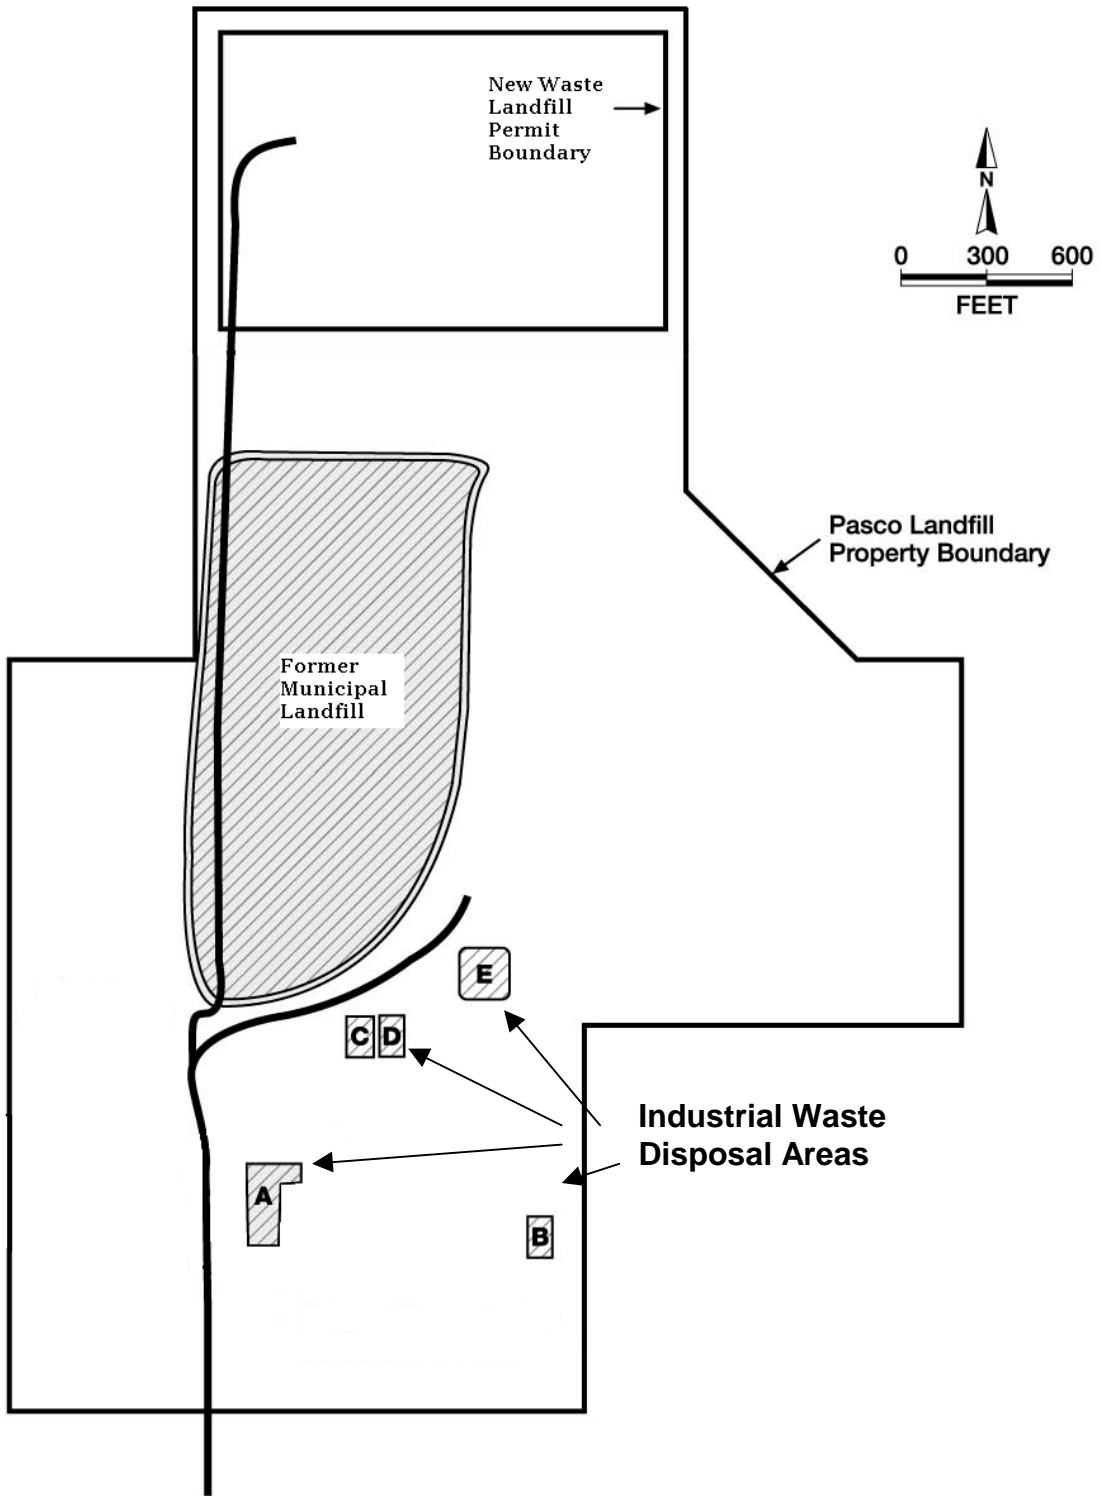 New Waste
Landfill
Permit
Boundary
N
0 300 600
FEET
Pasco Landfill
Property Boundary
Former
Municipal
Landfill
E
C D
Industrial Waste
Disposal Areas
A
B